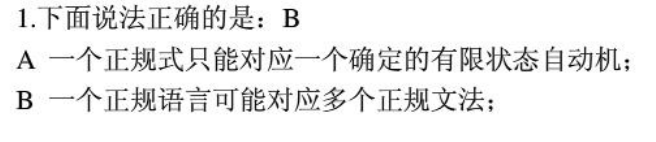 1.下面说法正确的是：B
A 一个正规式只能对应一个确定的有限状态自动机；
B 一个正规语言可能对应多个正规文法；